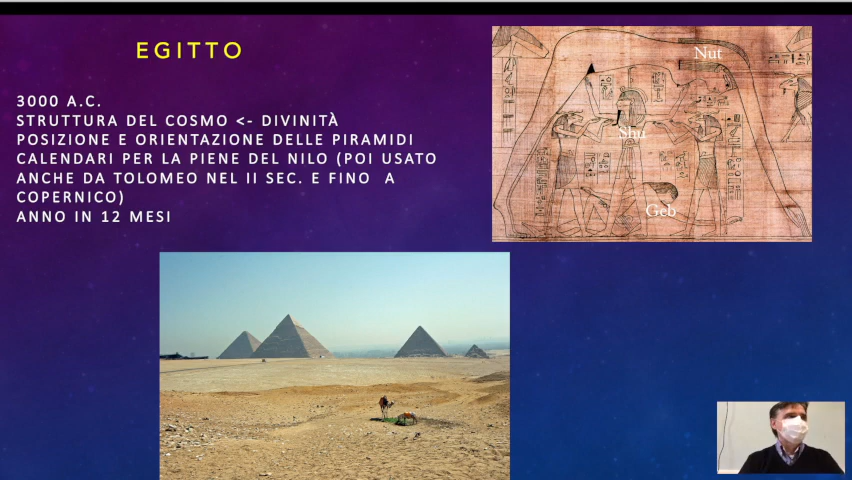 EGITTO
3000 A.C.
STRUTTURA DEL COSMO <- DIVINITÀ
POSIZIONE E ORIENTAZIONE DELLE PIRAMIDI
CALENDARI PER LA PIENE DEL NILO (POI USATO
ANCHE DA TOLOMEO NEL II SEC. E FINO A
COPERNICO)
ANNO IN 12 MESI
Nut
Shu
Geb